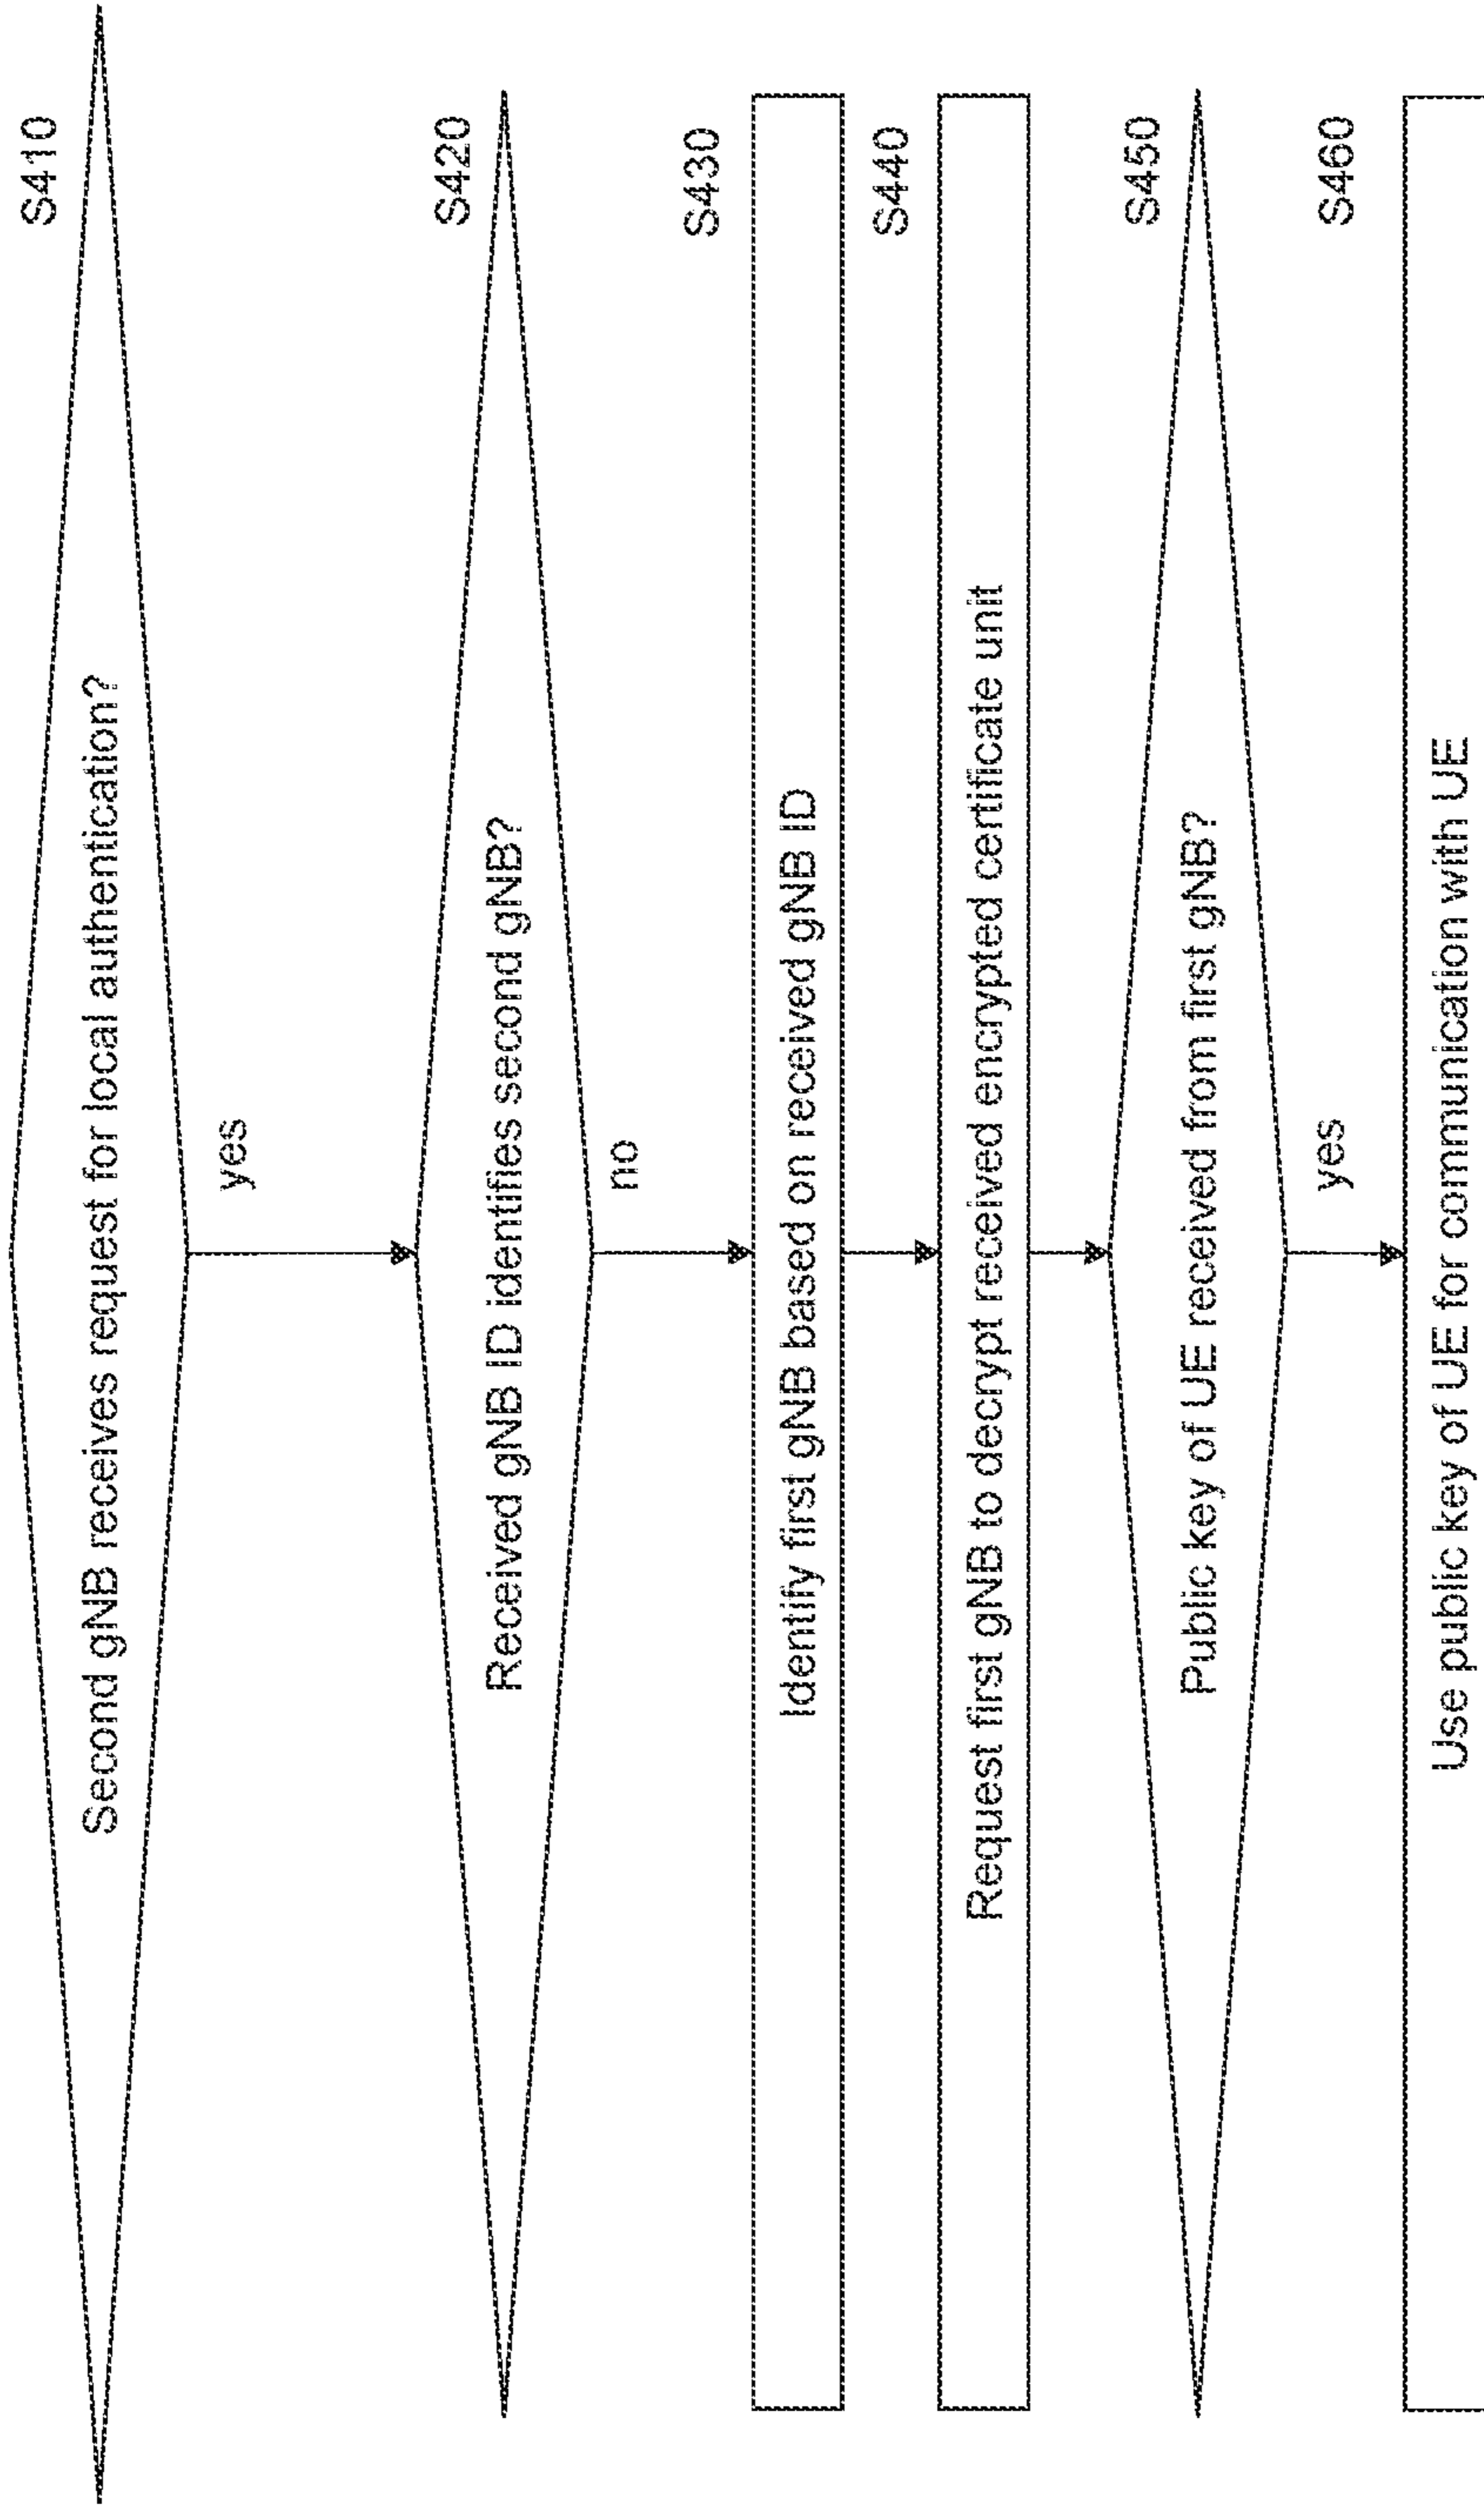 S410
Second gNB receives request for local authentication?
yes
S420
Received gNB ID identifies second gNB?
no
S430
Identify first gNB based on received gNB ID
S440
Request first gNB to decrypt received encrypted certificate unit
S450
Public key of UE received from first gNB?
yes
S460
Use public key of UE for communication with UE